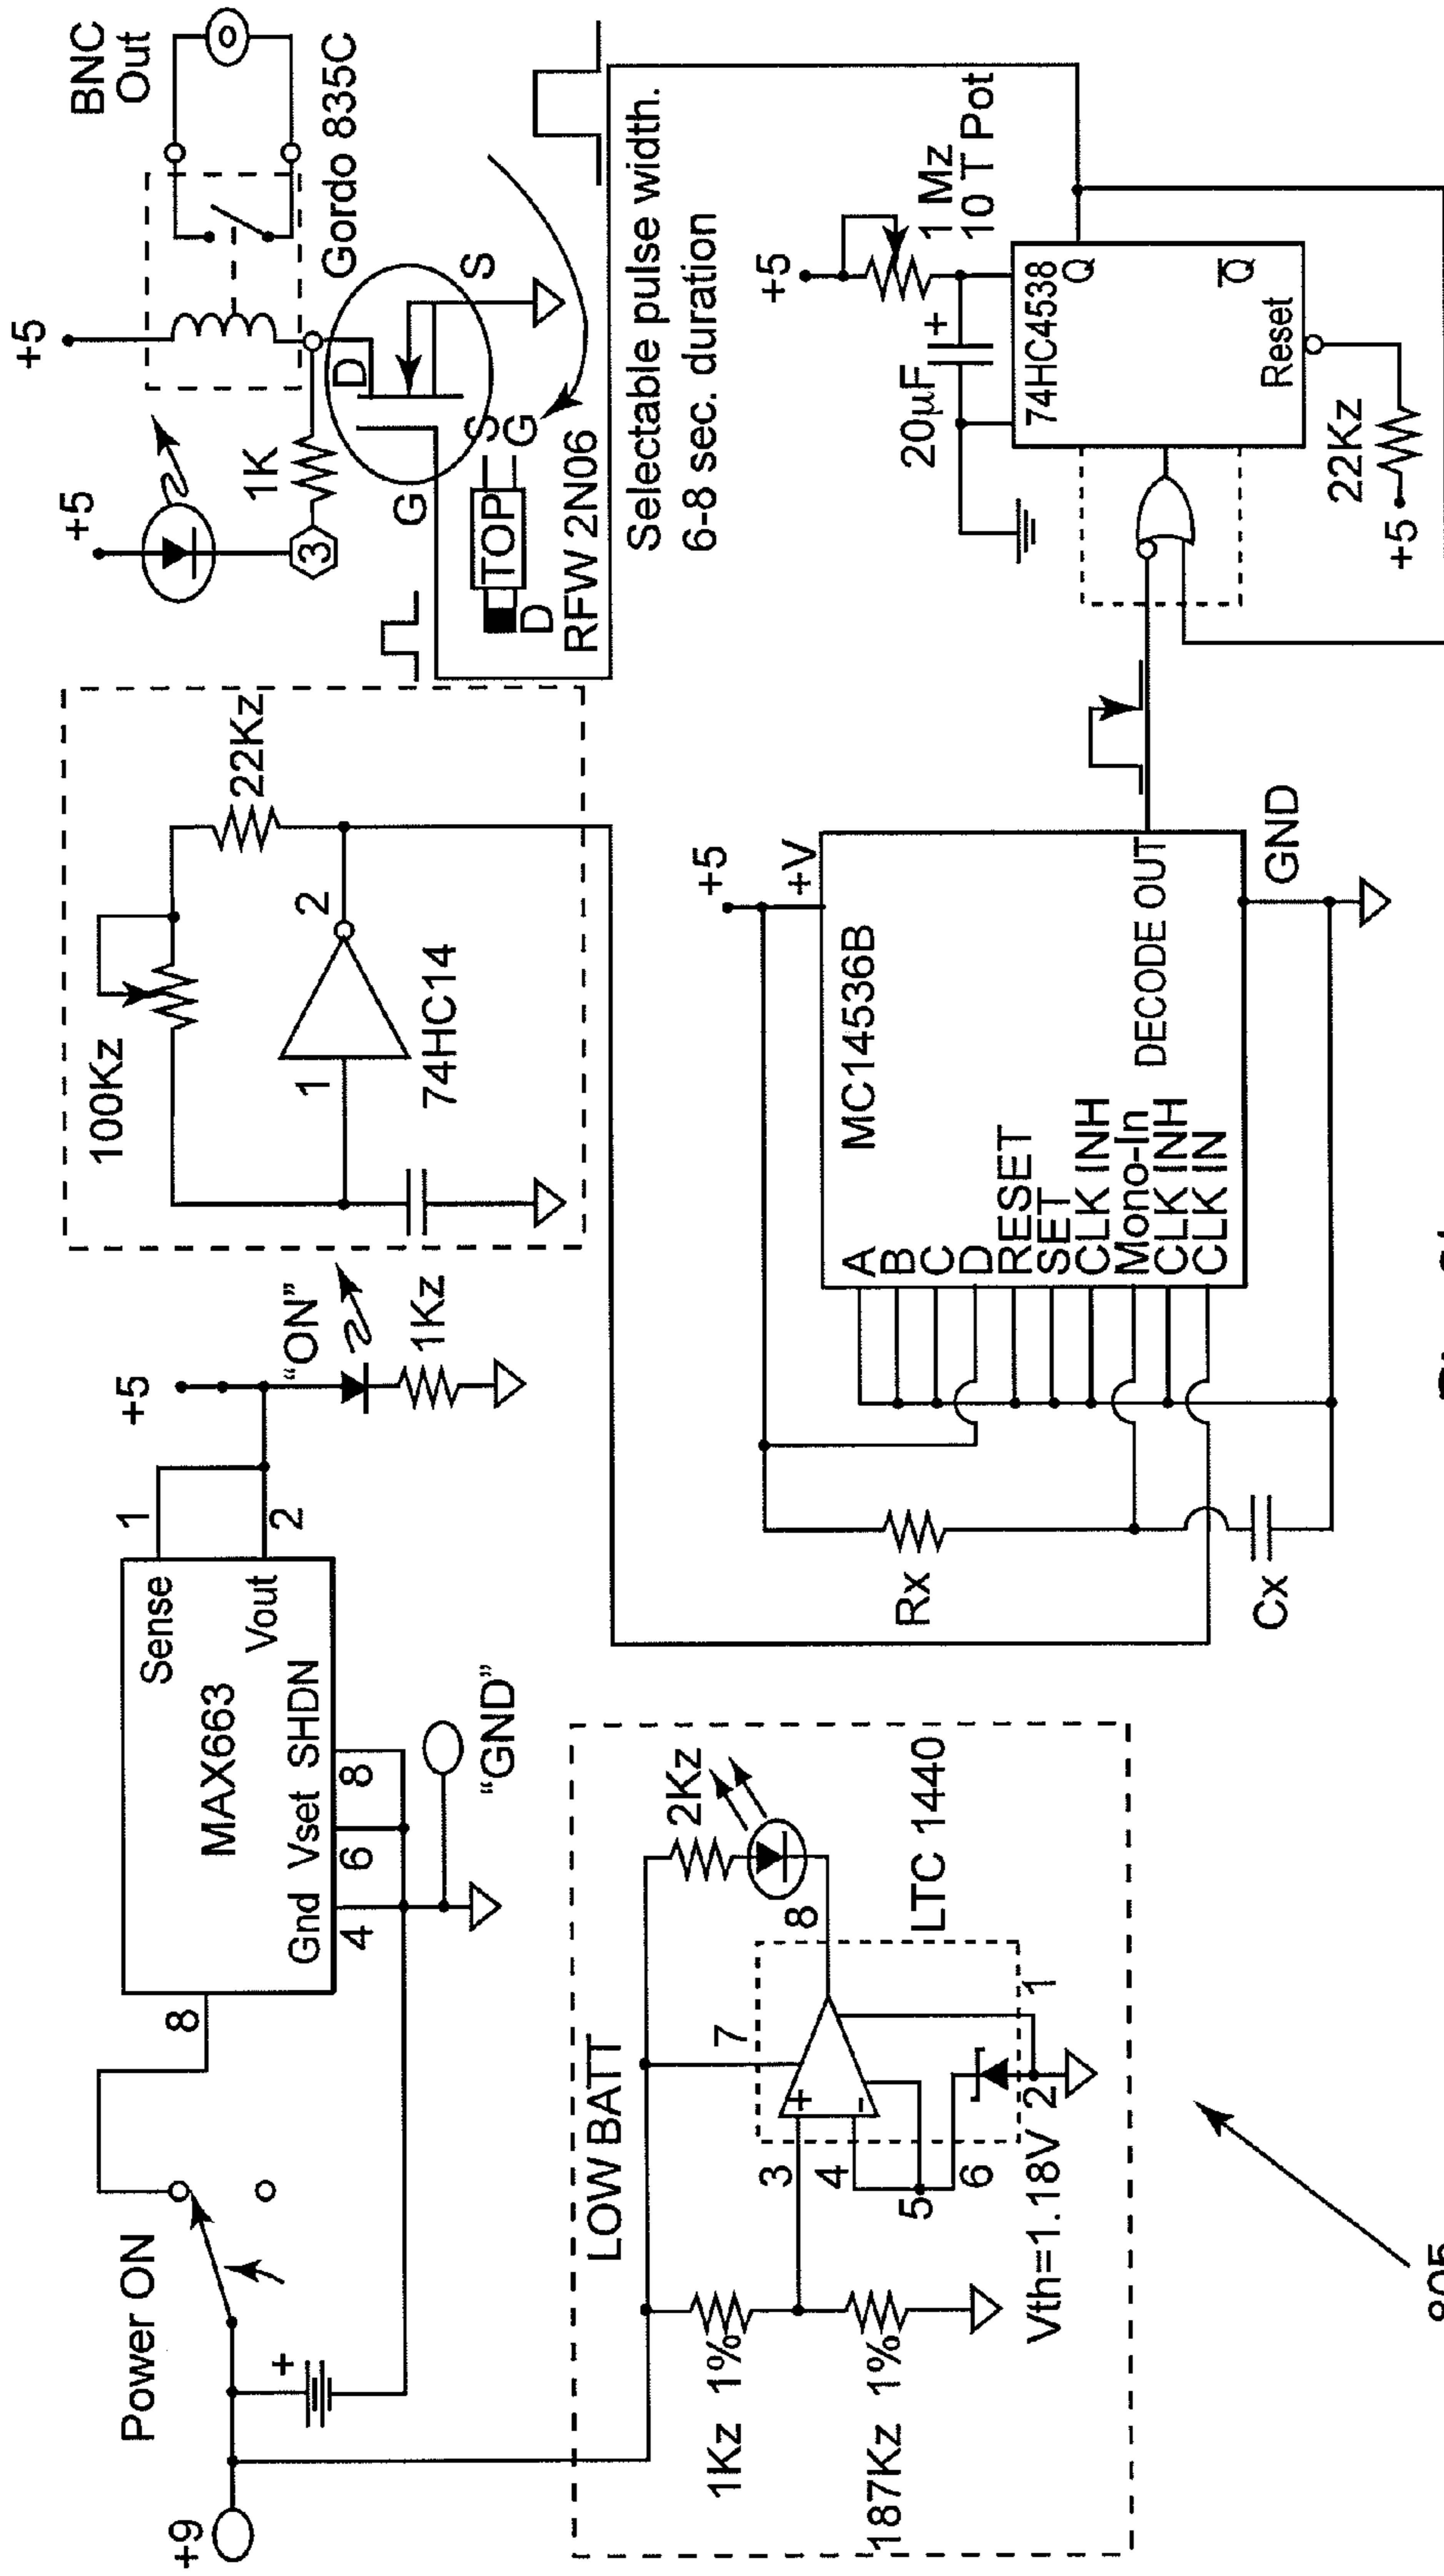 +9
Power ON
+
8
MAX663
Sense
Vout
Gnd Vset SHDN
4 6 8
1
2
"GND"
+5
"ON"
1Kz
100Kz
22Kz
1
2
74HC14
+5
+5
1K
3
BNC
Out
Gordo 835C
D
S
G
TOP
S
G
D
RFW 2N06
Selectable pulse width.
6-8 sec. duration
LOW BATT
1Kz 1%
187Kz 1%
3
4
5
6
7
8
+
-
1
2
Vth=1.18V
2Kz
LTC 1440
Rx
Cx
+5
+V
MC14536B
A
B
C
D
RESET
SET
CLK INH
Mono-In
CLK INH
CLK IN
DECODE OUT
GND
+5
1 Mz
10 T Pot
20µF
+
74HC4538
Q
Q̅
Reset
22Kz
+5